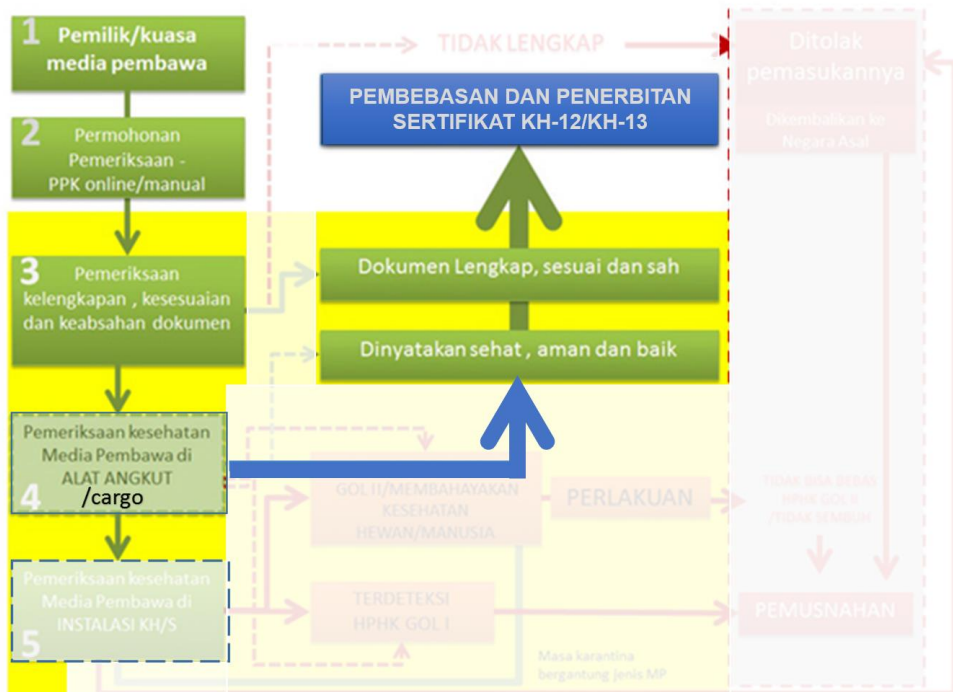 1 Pemilik/kuasa
media pembawa
2 Permohonan
Pemeriksaan -
PPK online/manual
3 Pemeriksaan
kelengkapan , kesesuaian
dan keabsahan dokumen
Pemeriksaan kesehatan
Media Pembawa di
ALAT ANGKUT
4 /cargo
Pemeriksaan kesehatan
Media Pembawa di
INSTALASI KH/S
5
TIDAK LENGKAP
PEMBEBASAN DAN PENERBITAN
SERTIFIKAT KH-12/KH-13
Dokumen Lengkap, sesuai dan sah
Dinyatakan sehat , aman dan baik
GOL II/MEMBAHAYAKAN
KESEHATAN
HEWAN/MANUSIA
PERLAKUAN
TERDETEKSI
HPHK GOL I
Masa karantina
bergantung jenis MP
Ditolak
pemasukannya
Dikembalikan ke
Negara Asal
TIDAK BISA BEBAS
HPHK GOL II
/TIDAK SEMBUH
PEMUSNAHAN